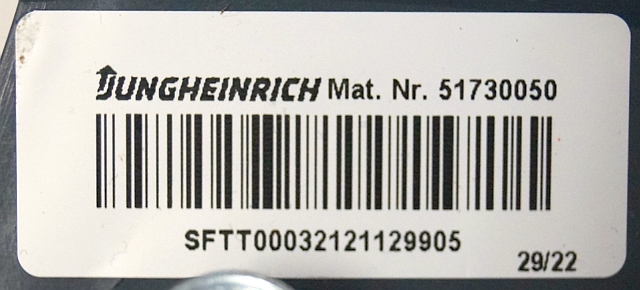 JUNGHEINRICH Mat. Nr. 51730050
SFTT00032121129905
29/22